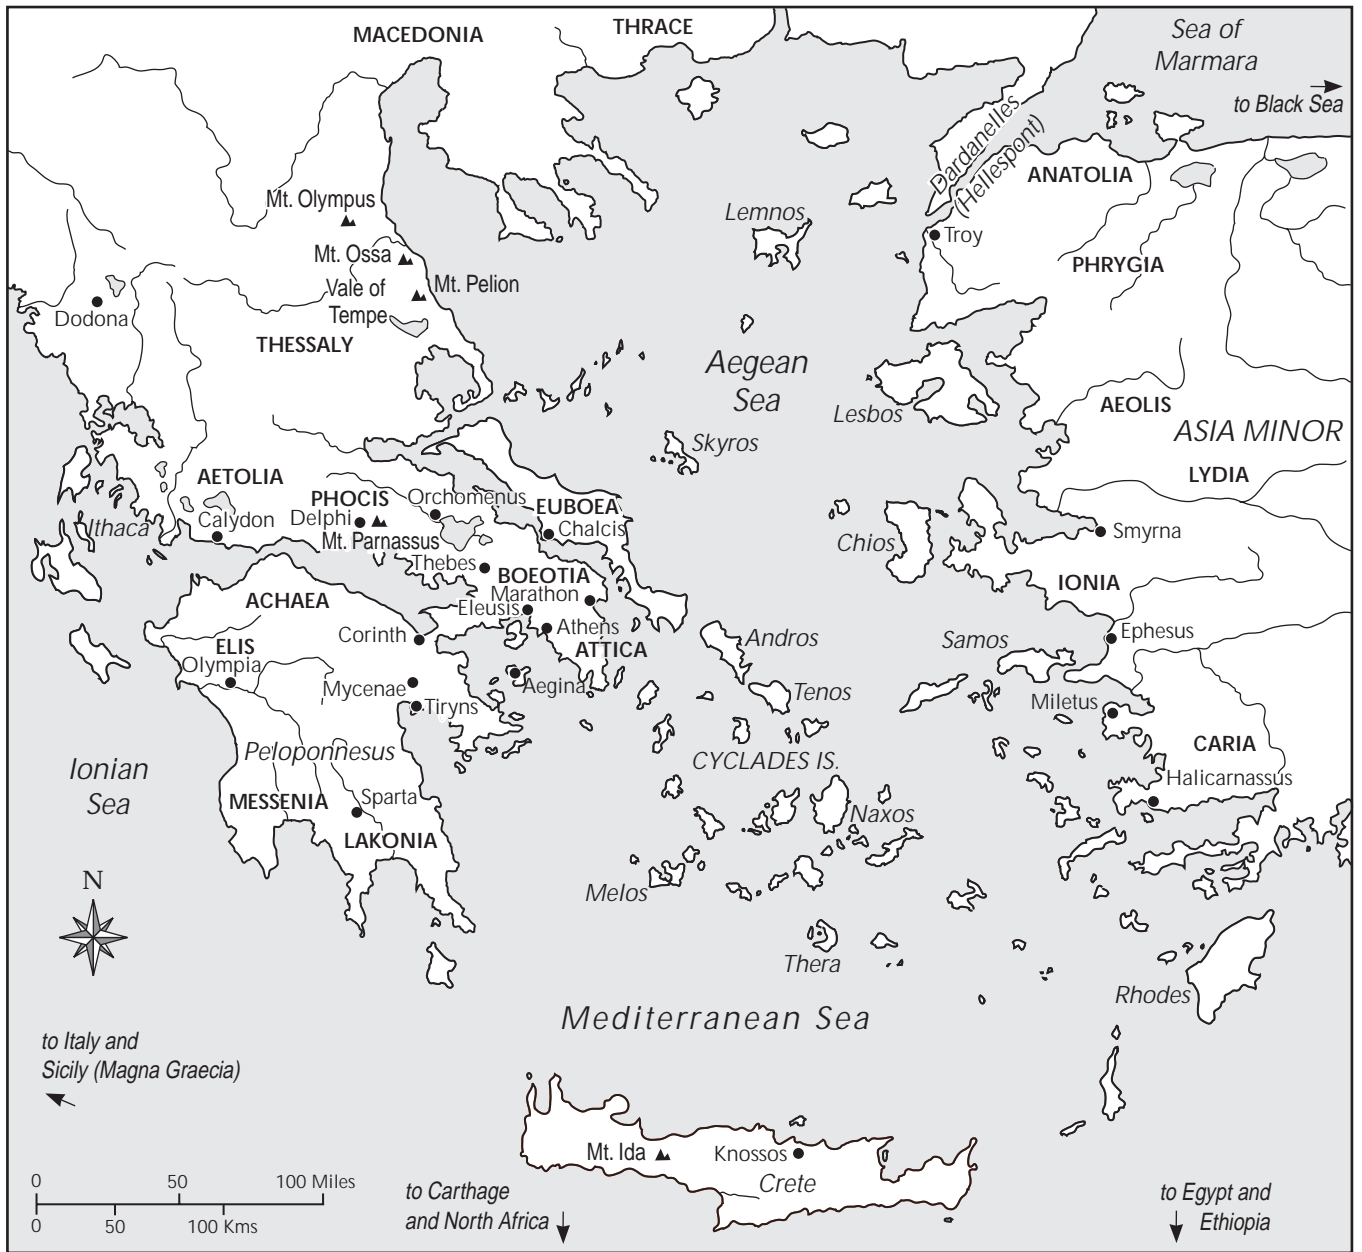 MACEDONIA
THRACE
Sea of
Marmara
to Black Sea
Dardanelles
(Hellespont)
ANATOLIA
Mt. Olympus
Lemnos
Troy
Mt. Ossa
PHRYGIA
Mt. Pelion
Vale of
Tempe
Dodona
THESSALY
Aegean
Sea
Lesbos
AEOLIS
ASIA MINOR
Skyros
LYDIA
AETOLIA
PHOCIS
Orchomenus
EUBOEA
Ithaca
Calydon
Delphi
Chalcis
Smyrna
Mt. Parnassus
Chios
Thebes
BOEOTIA
IONIA
Marathon
ACHAEA
Eleusis
Corinth
Athens
Andros
Samos
Ephesus
ELIS
ATTICA
Olympia
Mycenae
Aegina
Tenos
Tiryns
Miletus
Peloponnesus
CYCLADES IS.
CARIA
Ionian
Sea
Halicarnassus
MESSENIA
Sparta
Naxos
LAKONIA
N
Melos
Thera
Rhodes
Mediterranean Sea
to Italy and
Sicily (Magna Graecia)
Mt. Ida
Knossos
Crete
0 50 100 Miles
0 50 100 Kms
to Carthage
and North Africa
to Egypt and
Ethiopia